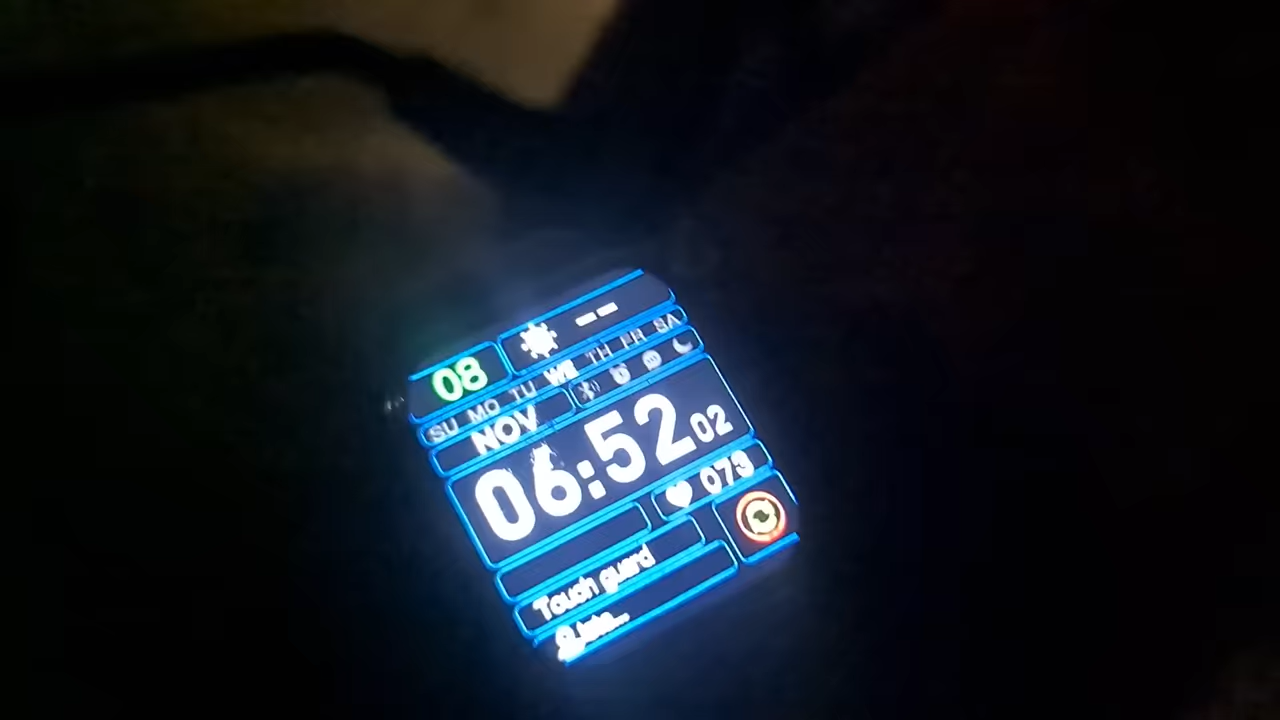 08 --
SU MO TU WE TH FR SA
NOV
06:52 02
073
Touch guard